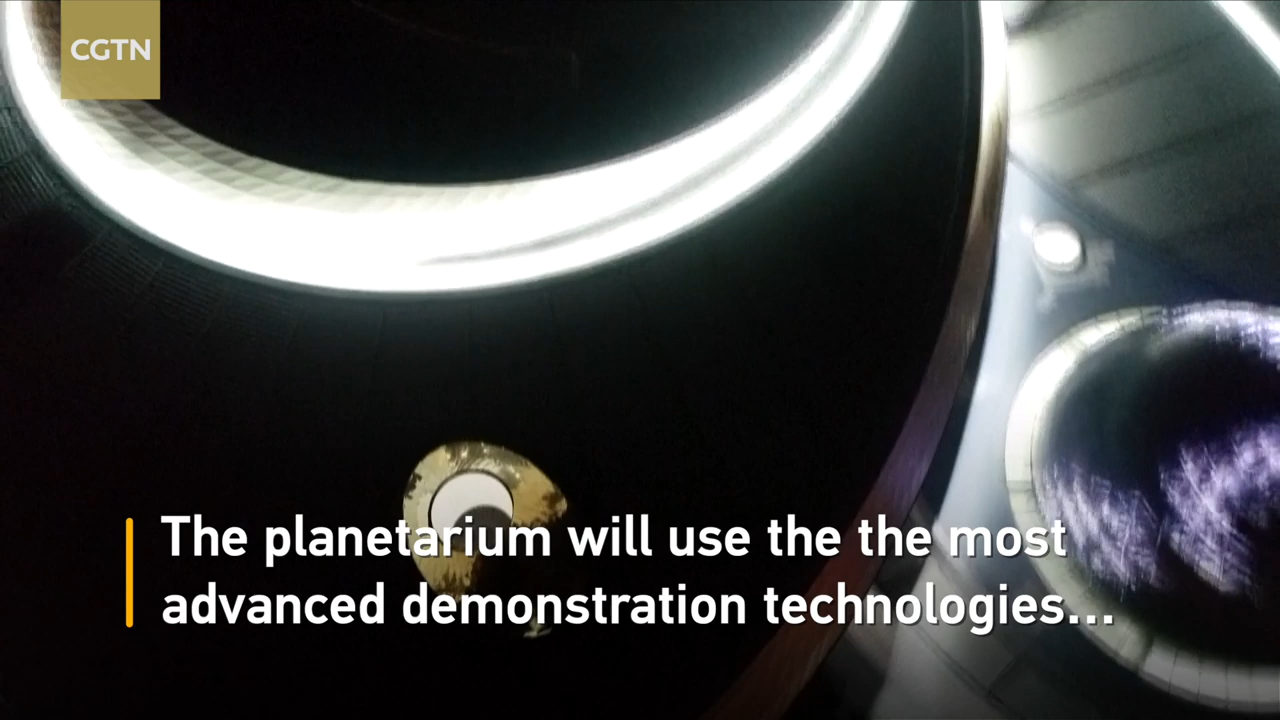 CGTN
The planetarium will use the the most
advanced demonstration technologies...